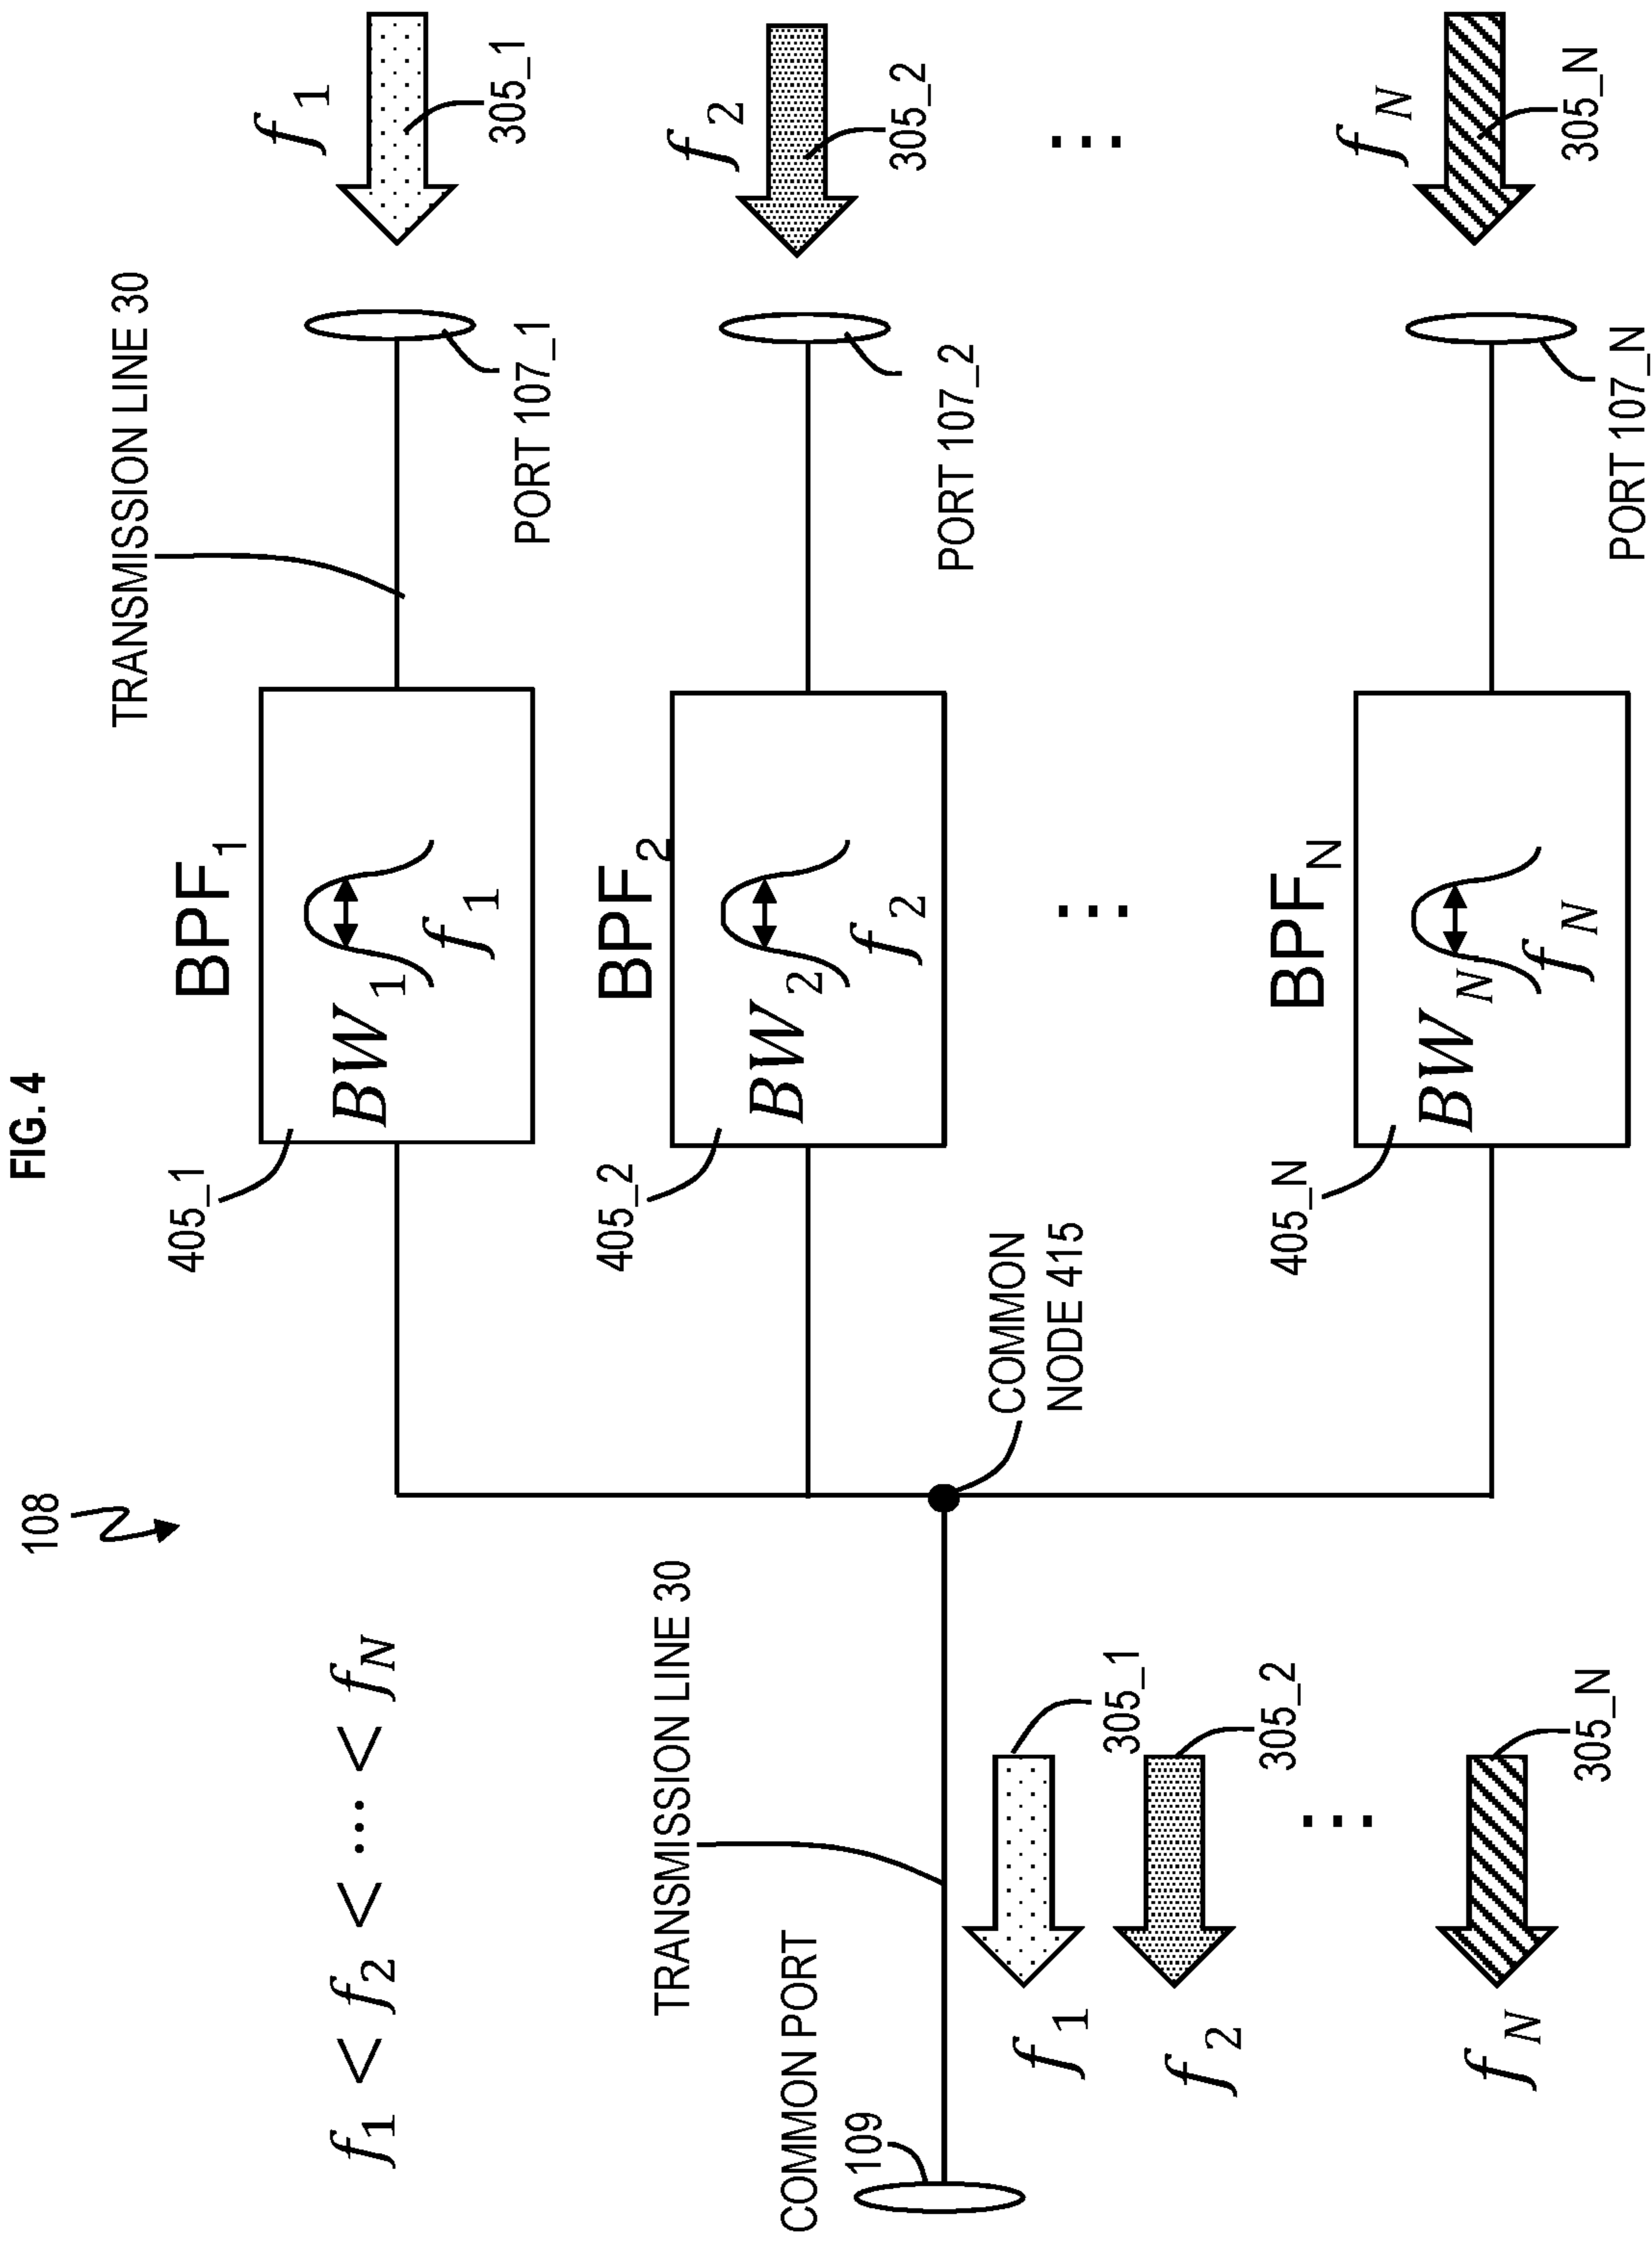 FIG. 4
108
f1 < f2 < ... < fN
BPF1
405_1
BW1
f1
TRANSMISSION LINE 30
PORT 107_1
f1
305_1
BPF2
405_2
BW2
f2
PORT 107_2
f2
305_2
...
...
BPFN
405_N
BWN
fN
PORT 107_N
fN
305_N
COMMON
NODE 415
TRANSMISSION LINE 30
COMMON PORT
109
f1
305_1
f2
305_2
...
fN
305_N